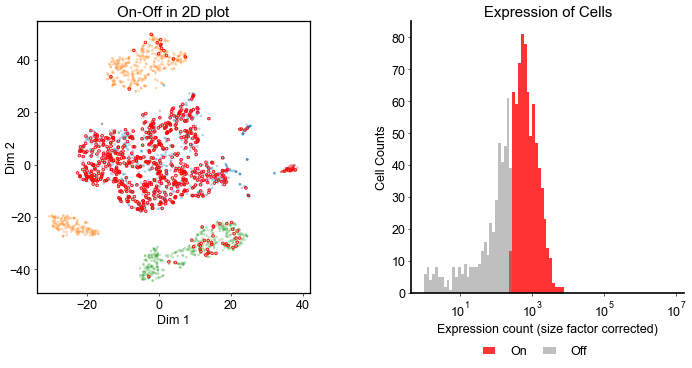 On-Off in 2D plot
Dim 2
40
20
0
−20
−40
−20
0
20
40
Dim 1
Expression of Cells
Cell Counts
80
70
60
50
40
30
20
10
0
10^1
10^3
10^5
10^7
Expression count (size factor corrected)
On
Off